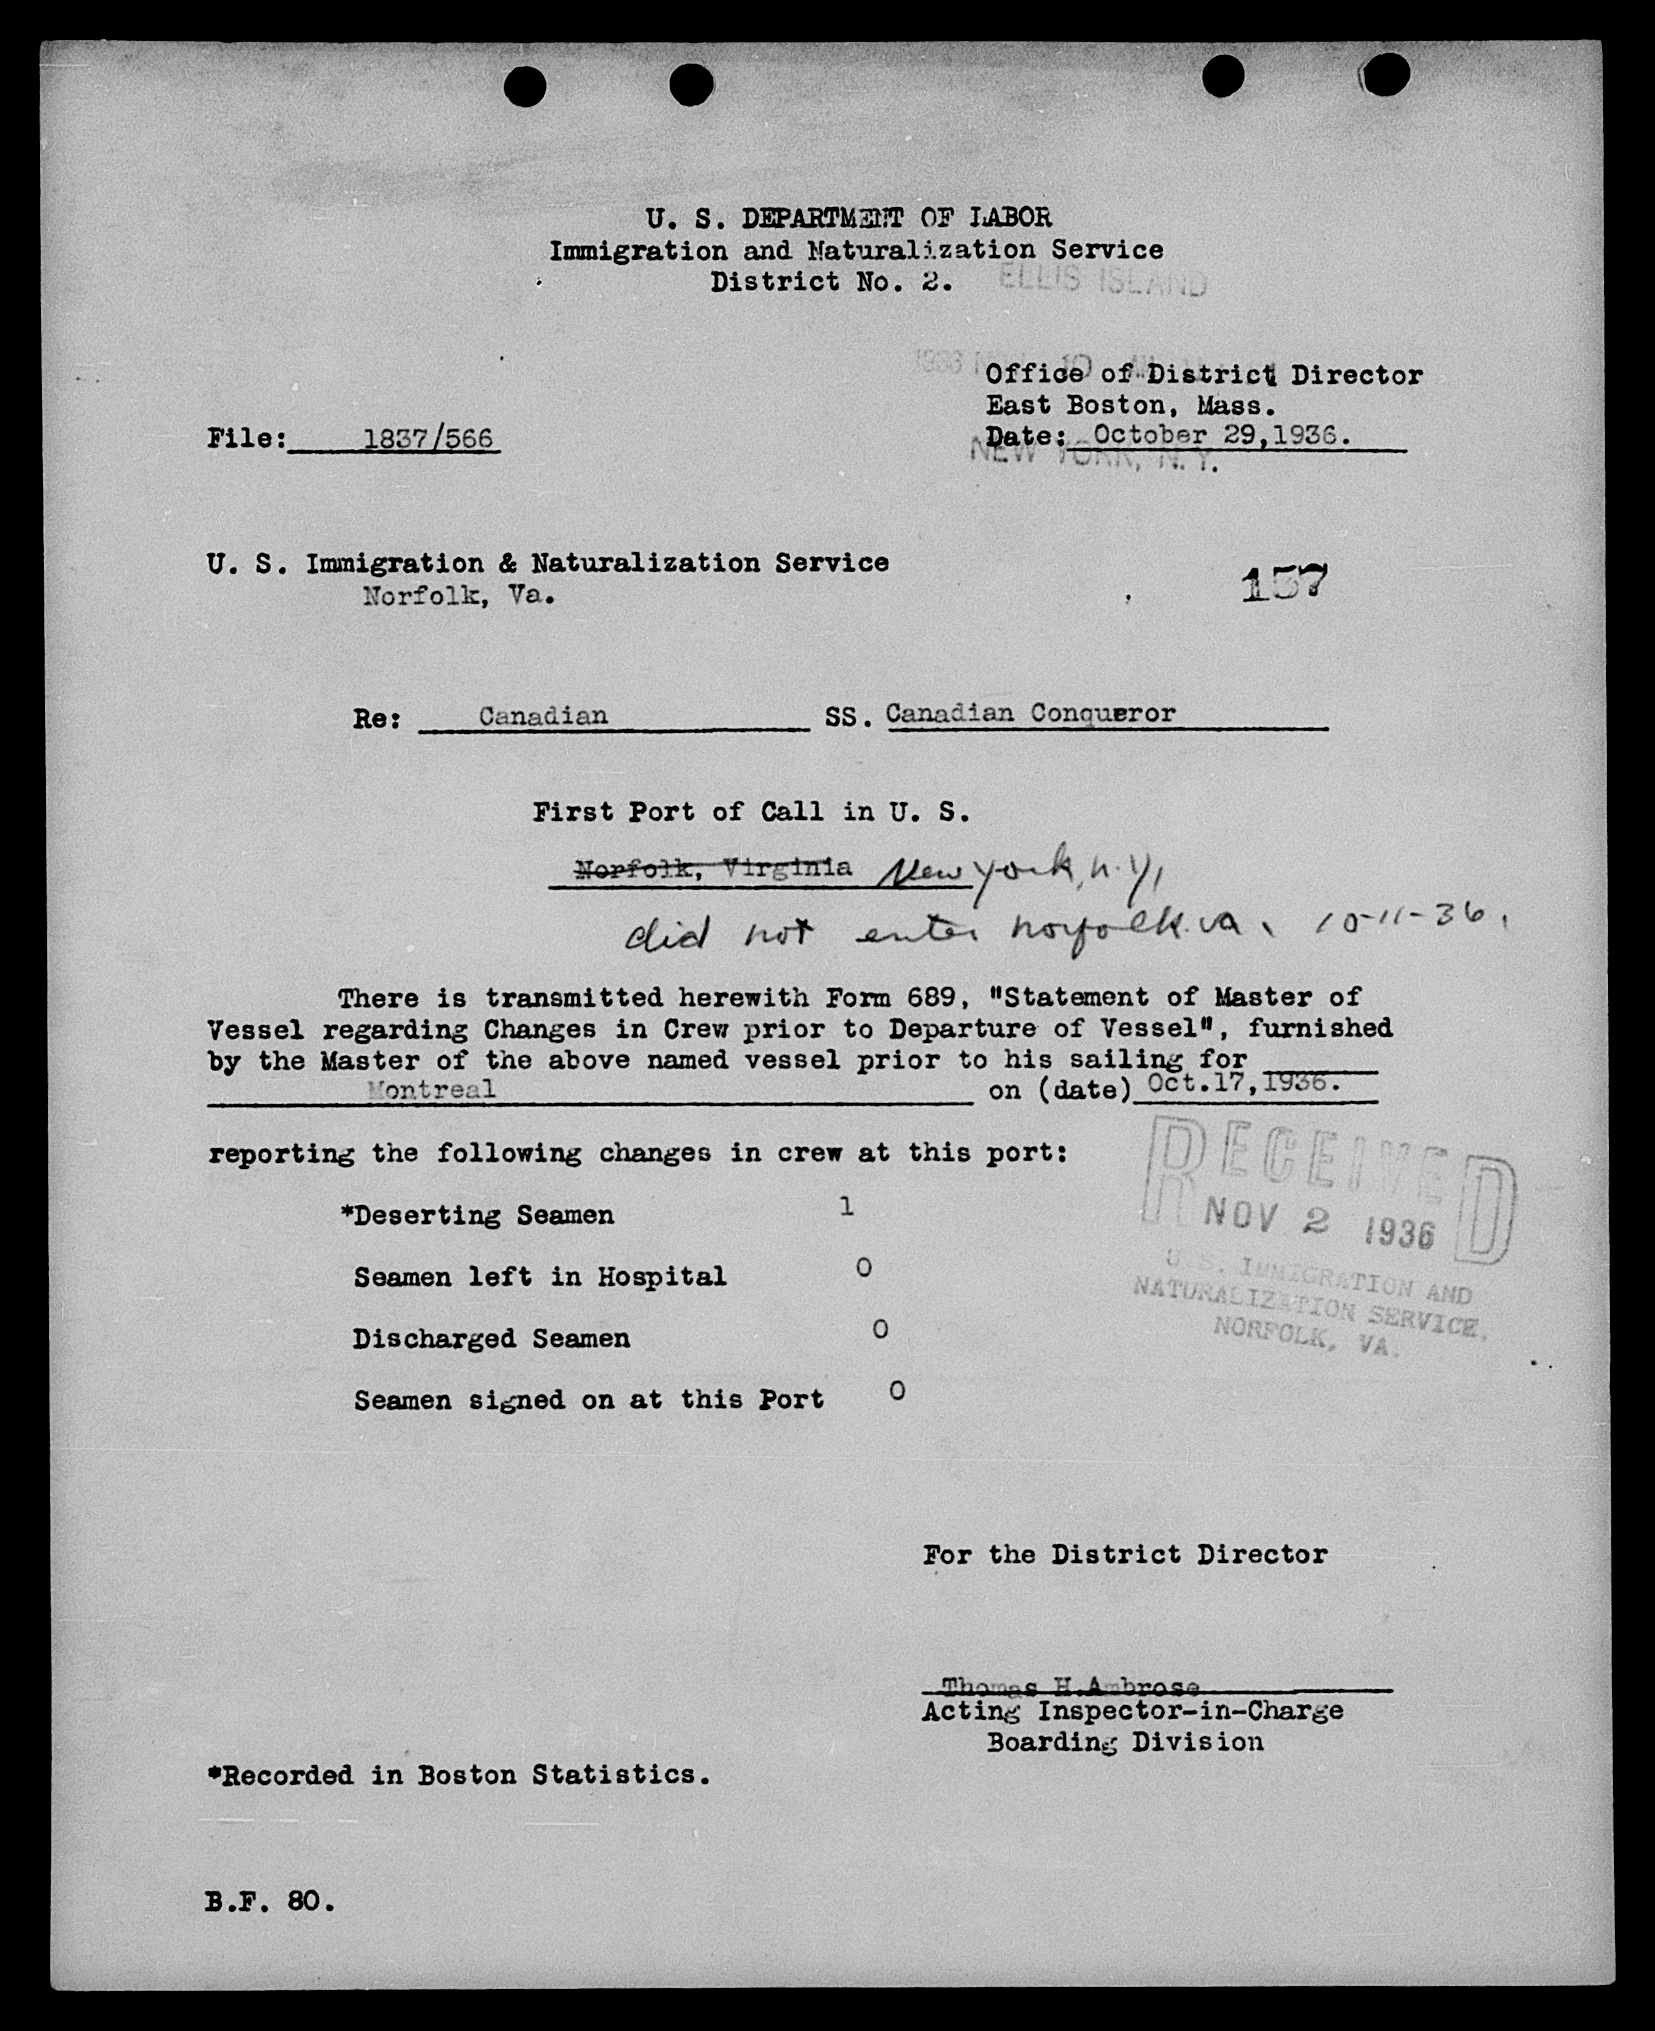 U. S. DEPARTMENT OF LABOR
Immigration and Naturalization Service
District No. 2.
ELLIS ISLAND
1936
10
Office of District Director
East Boston, Mass.
File: 1837/566
Date: October 29,1936.
NEW YORK, N.Y.
U. S. Immigration & Naturalization Service
Norfolk, Va.
157
Re: Canadian SS. Canadian Conqueror
First Port of Call in U. S.
Norfolk, Virginia New York, N.Y,
did not enter Norfolk. va. 10-11-36.
There is transmitted herewith Form 689, "Statement of Master of
Vessel regarding Changes in Crew prior to Departure of Vessel", furnished
by the Master of the above named vessel prior to his sailing for
Montreal on (date) Oct.17,1936.
reporting the following changes in crew at this port:
*Deserting Seamen 1
Seamen left in Hospital 0
Discharged Seamen 0
Seamen signed on at this Port 0
RECEIVED
NOV 2 1936
U. S. IMMIGRATION AND
NATURALIZATION SERVICE,
NORFOLK, VA.
For the District Director
Thomas H.Ambrose
Acting Inspector-in-Charge
Boarding Division
*Recorded in Boston Statistics.
B.F. 80.